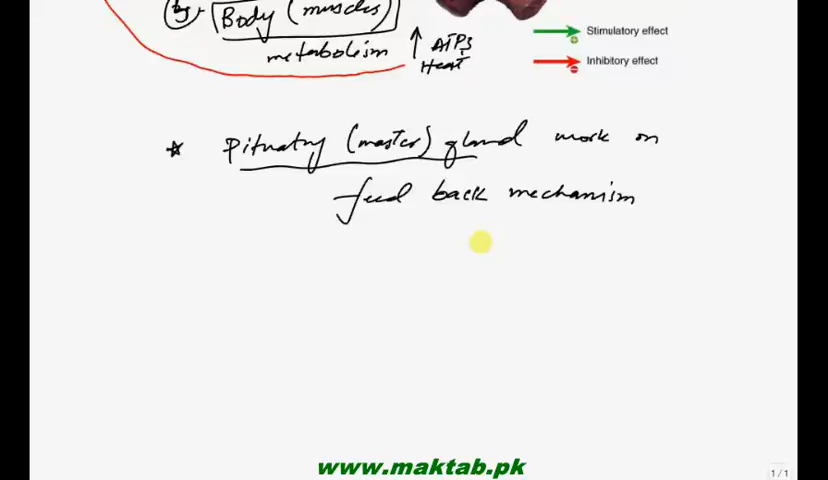 Body (muscles)
metabolism ↑ ATPs
Heat
Stimulatory effect
Inhibitory effect
* Pituatry (master) gland work on
feed back mechanism
www.maktab.pk
1 / 1